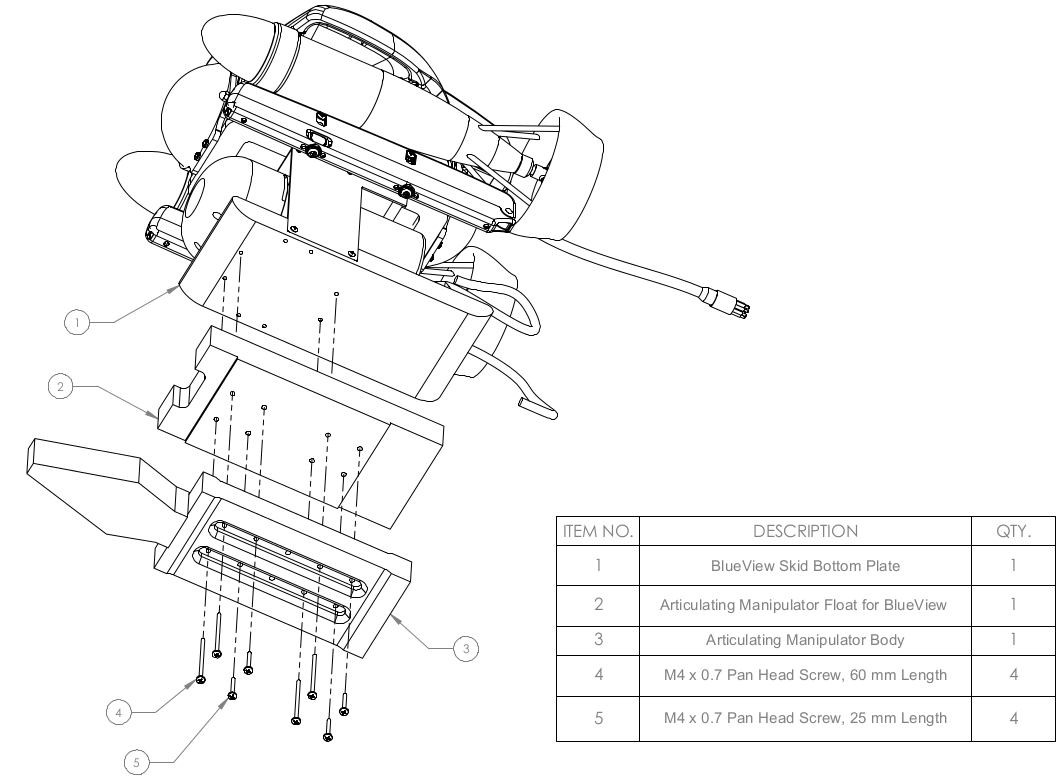 1
2
3
4
5
ITEM NO. DESCRIPTION QTY.
1 BlueView Skid Bottom Plate 1
2 Articulating Manipulator Float for BlueView 1
3 Articulating Manipulator Body 1
4 M4 x 0.7 Pan Head Screw, 60 mm Length 4
5 M4 x 0.7 Pan Head Screw, 25 mm Length 4